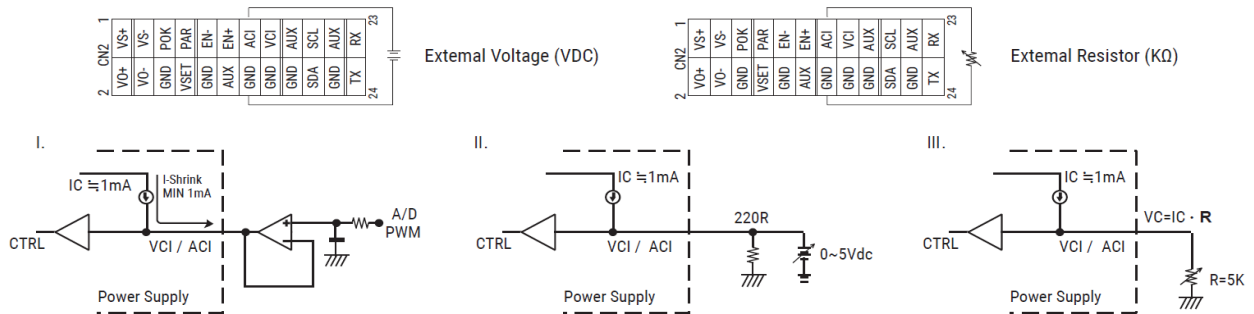 1 23
CN2 VS+ VS- POK PAR EN- EN+ ACI VCI AUX SCL AUX RX
VO+ VO- GND VSET GND AUX GND GND GND SDA GND TX
2 24
External Voltage (VDC)
1 23
CN2 VS+ VS- POK PAR EN- EN+ ACI VCI AUX SCL AUX RX
VO+ VO- GND VSET GND AUX GND GND GND SDA GND TX
2 24
External Resistor (KΩ)
I.
IC ≒ 1mA
I-Shrink
MIN 1mA
A/D
PWM
CTRL
VCI / ACI
Power Supply
II.
IC ≒ 1mA
220R
CTRL
VCI / ACI
0~5Vdc
Power Supply
III.
IC ≒ 1mA
VC=IC · R
CTRL
VCI / ACI
R=5K
Power Supply